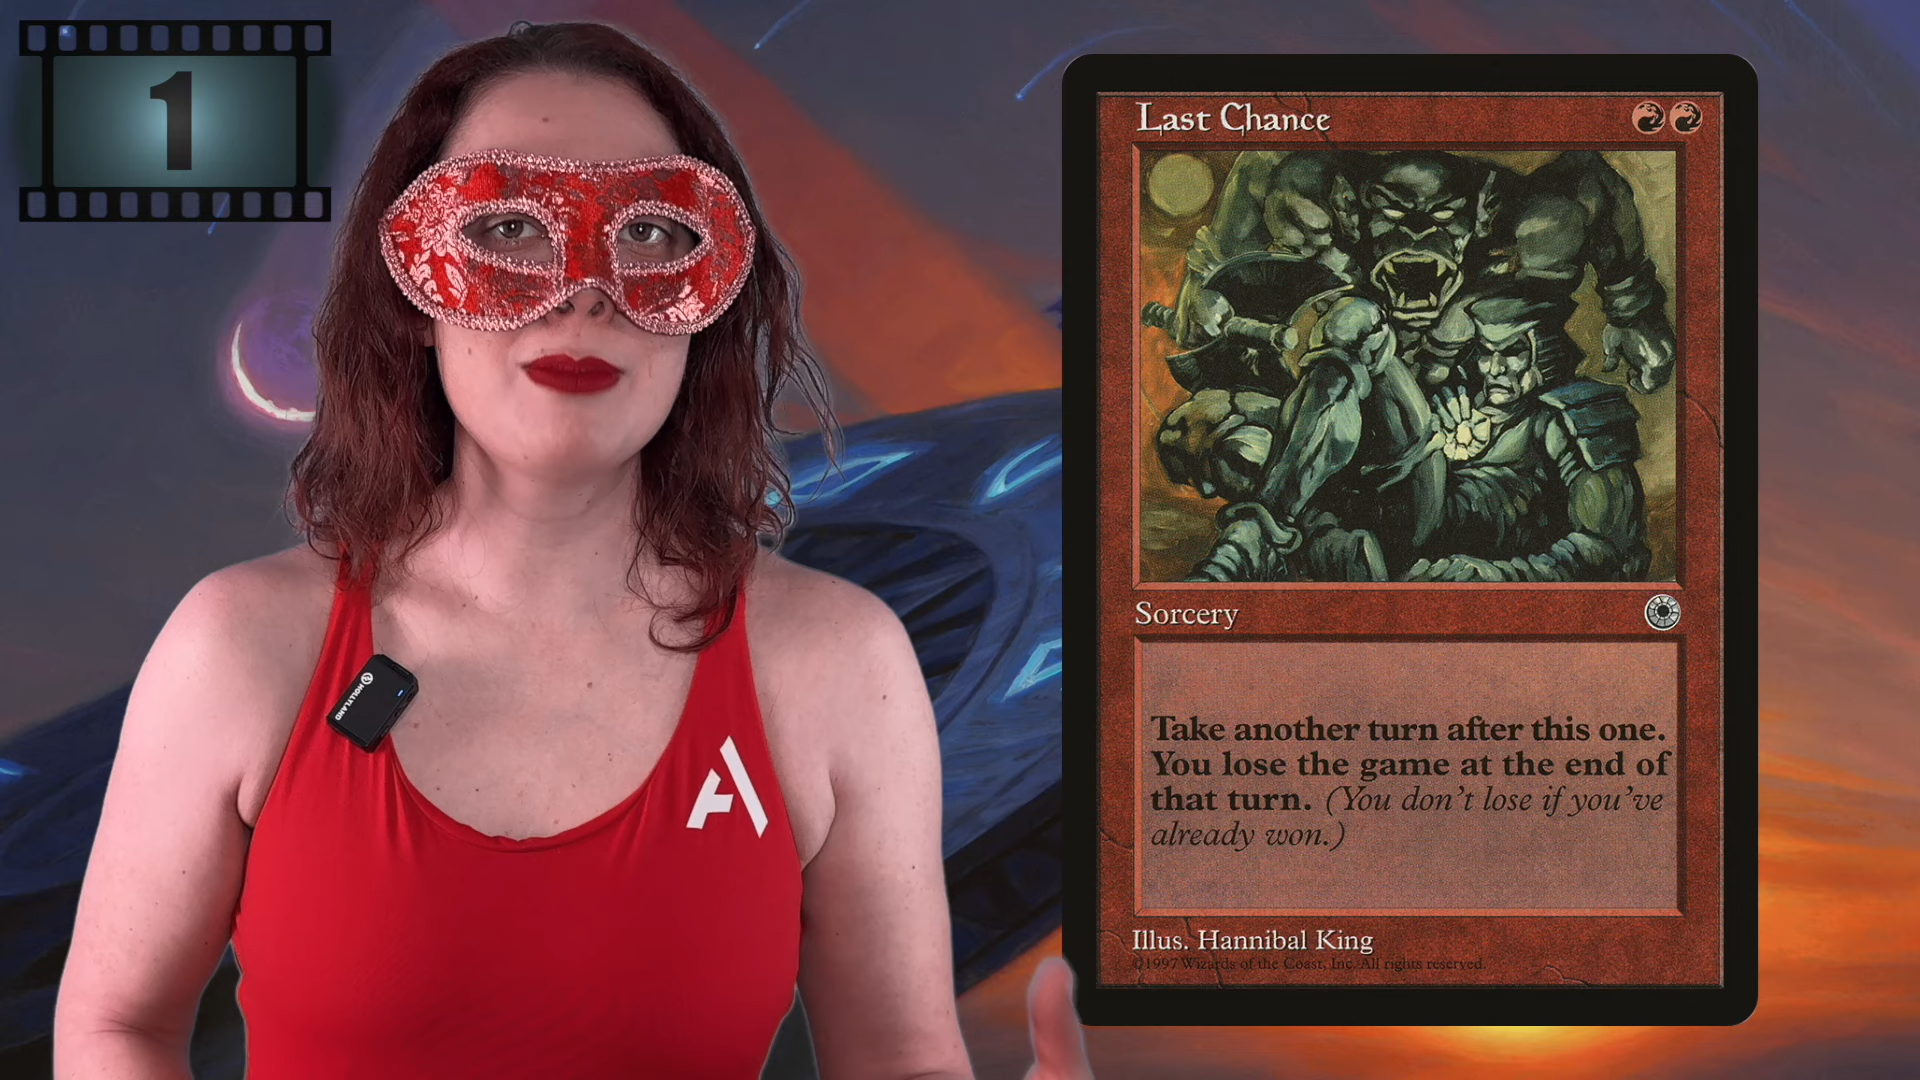 1
Last Chance
HOLLYLAND
A
Sorcery
Take another turn after this one.
You lose the game at the end of
that turn. (You don't lose if you've
already won.)
Illus. Hannibal King
©1997 Wizards of the Coast, Inc. All rights reserved.